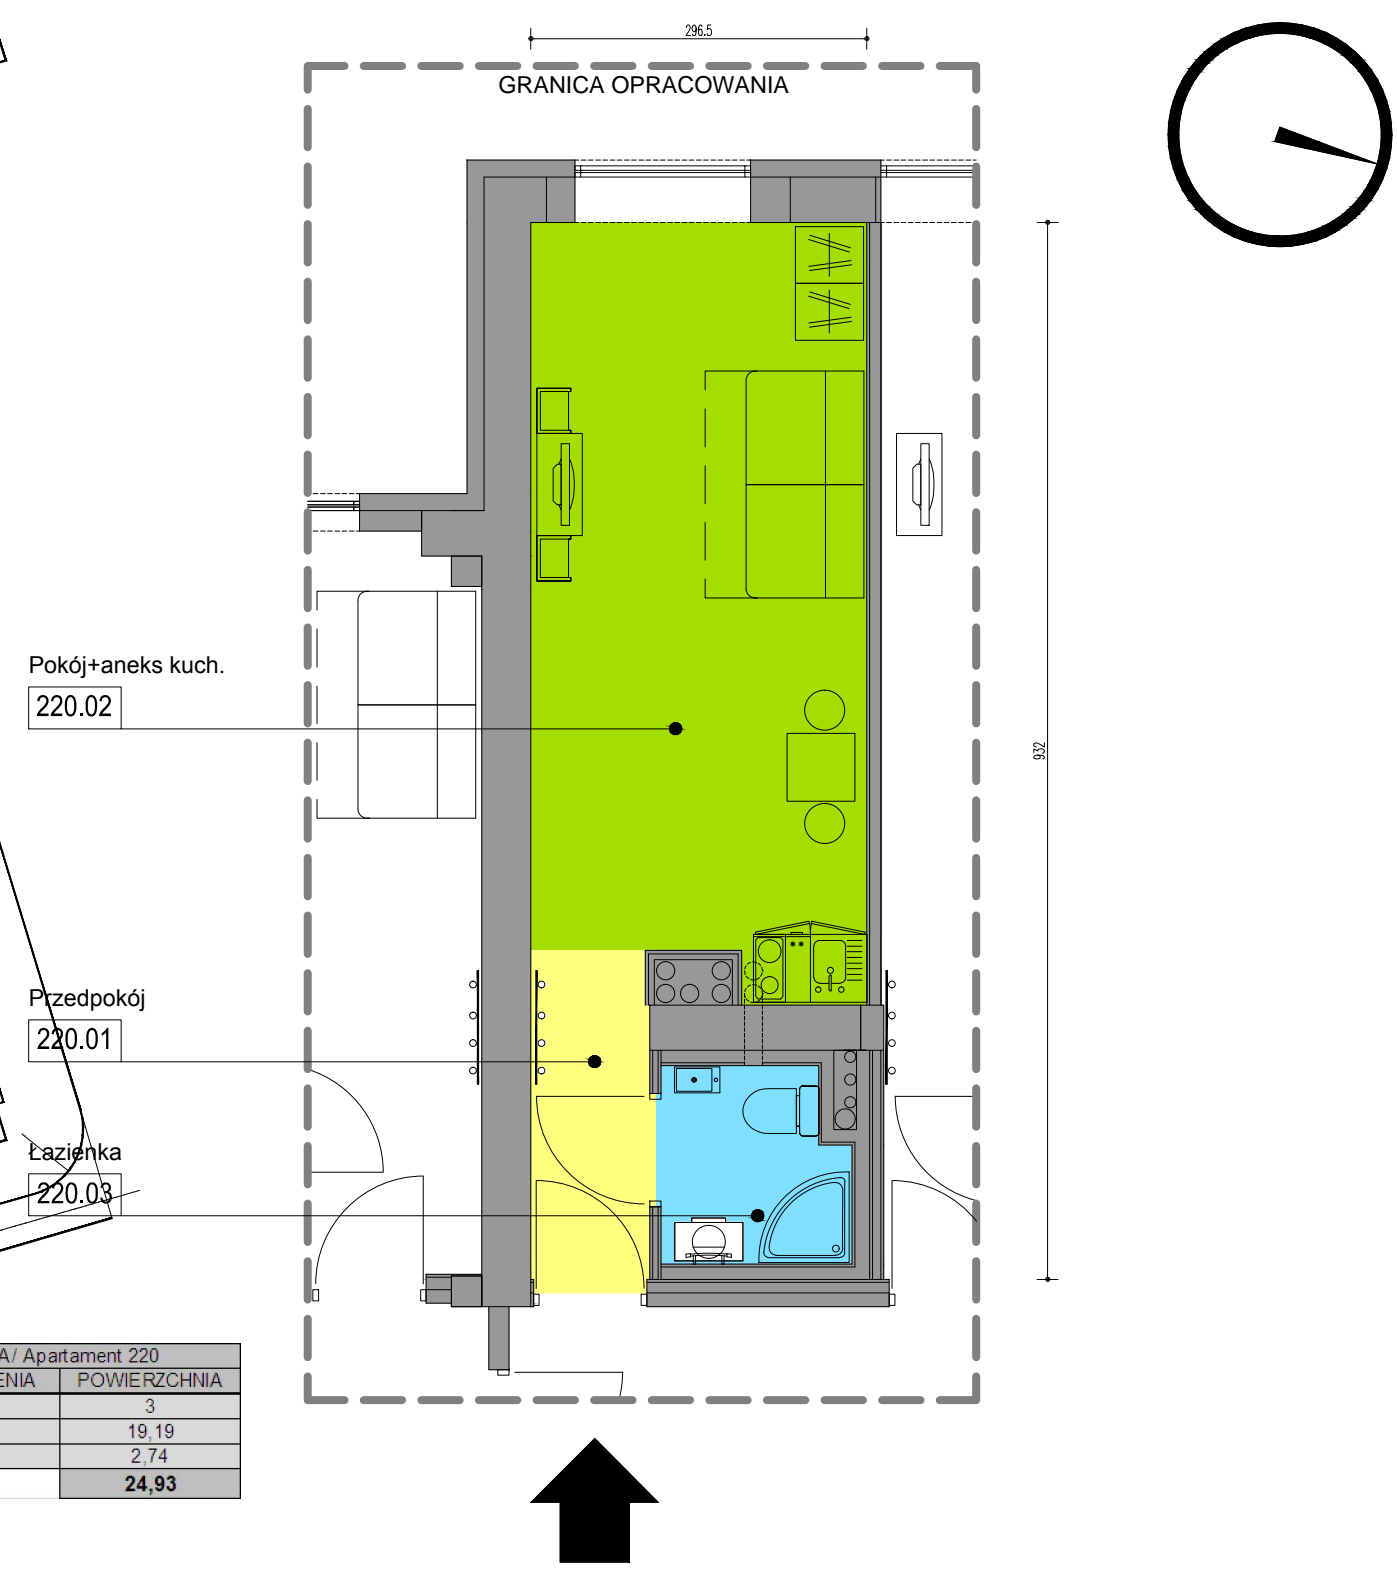 296.5
GRANICA OPRACOWANIA
932
Pokój+aneks kuch.
220.02
Przedpokój
220.01
Łazienka
220.03
A/ Apartament 220
ENIA POWIERZCHNIA
3
19,19
2,74
24,93